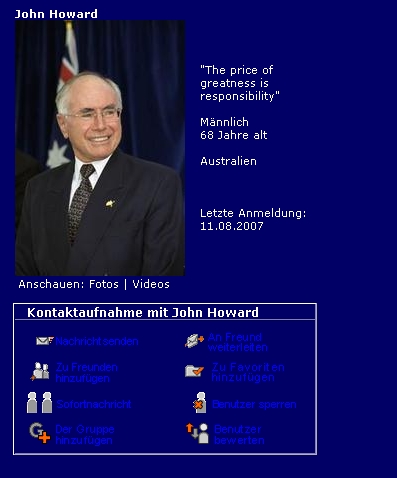 John Howard
"The price of
greatness is
responsibility"
Männlich
68 Jahre alt
Australien
Letzte Anmeldung:
11.08.2007
Anschauen: Fotos | Videos
Kontaktaufnahme mit John Howard
Nachrichtsenden
An Freund
weiterleiten
Zu Freunden
hinzufügen
Zu Favoriten
hinzufügen
Sofortnachricht
Benutzer sperren
Der Gruppe
hinzufügen
Benutzer
bewerten